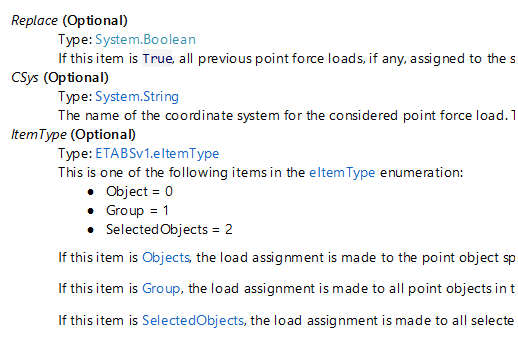 Replace (Optional)
Type: System.Boolean
If this item is True, all previous point force loads, if any, assigned to the
CSys (Optional)
Type: System.String
The name of the coordinate system for the considered point force load.
ItemType (Optional)
Type: ETABSv1.eItemType
This is one of the following items in the eItemType enumeration:
● Object = 0
● Group = 1
● SelectedObjects = 2
If this item is Objects, the load assignment is made to the point object
If this item is Group, the load assignment is made to all point objects in
If this item is SelectedObjects, the load assignment is made to all